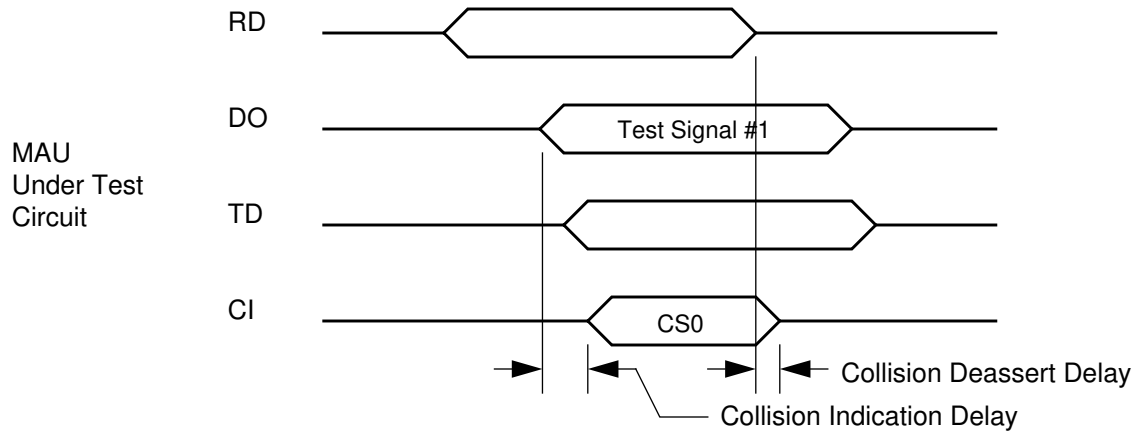 RD
DO
Test Signal #1
MAU
Under Test
Circuit
TD
CI
CS0
Collision Deassert Delay
Collision Indication Delay